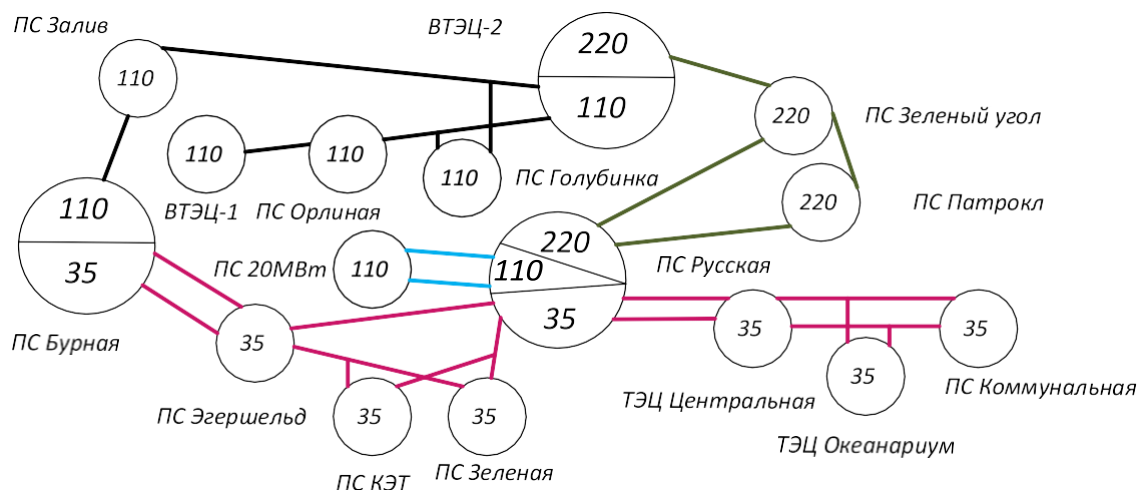 ПС Залив
ВТЭЦ-2
220
110
110
220
ПС Зеленый угол
110
110
110
ПС Голубинка
ВТЭЦ-1
ПС Орлиная
220
ПС Патрокл
110
35
ПС Бурная
ПС 20МВт
110
220
110
35
ПС Русская
35
ПС Эгершельд
35
ПС КЭТ
35
ПС Зеленая
35
ТЭЦ Центральная
35
ТЭЦ Океанариум
35
ПС Коммунальная